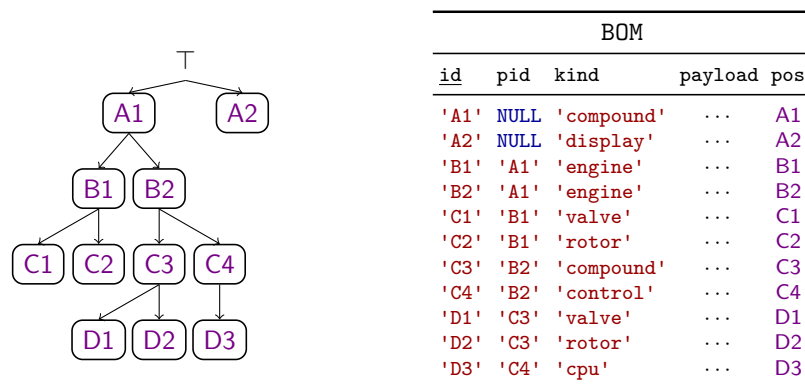 ⊤
A1 A2
B1 B2
C1 C2 C3 C4
D1 D2 D3
BOM
id pid kind payload pos
'A1' NULL 'compound' ··· A1
'A2' NULL 'display' ··· A2
'B1' 'A1' 'engine' ··· B1
'B2' 'A1' 'engine' ··· B2
'C1' 'B1' 'valve' ··· C1
'C2' 'B1' 'rotor' ··· C2
'C3' 'B2' 'compound' ··· C3
'C4' 'B2' 'control' ··· C4
'D1' 'C3' 'valve' ··· D1
'D2' 'C3' 'rotor' ··· D2
'D3' 'C4' 'cpu' ··· D3